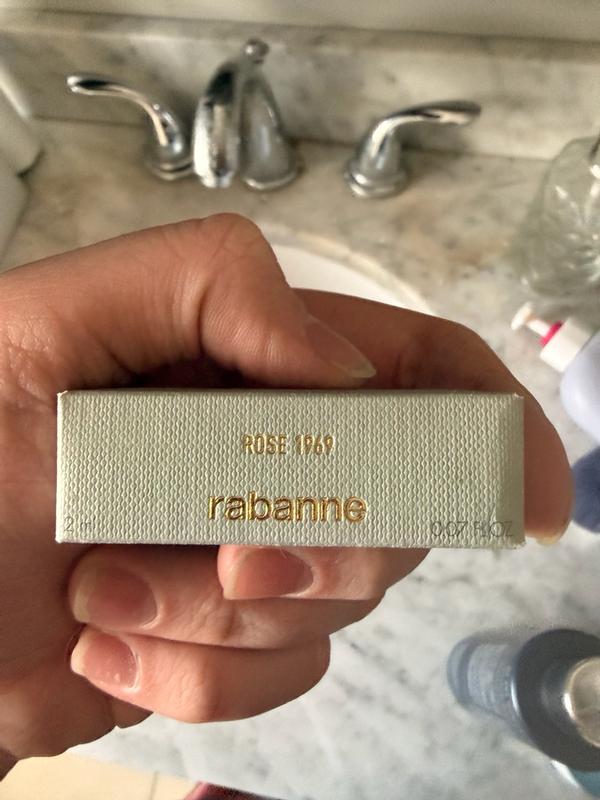 ROSE 1969
rabanne
2 ml
0.07 FL.OZ